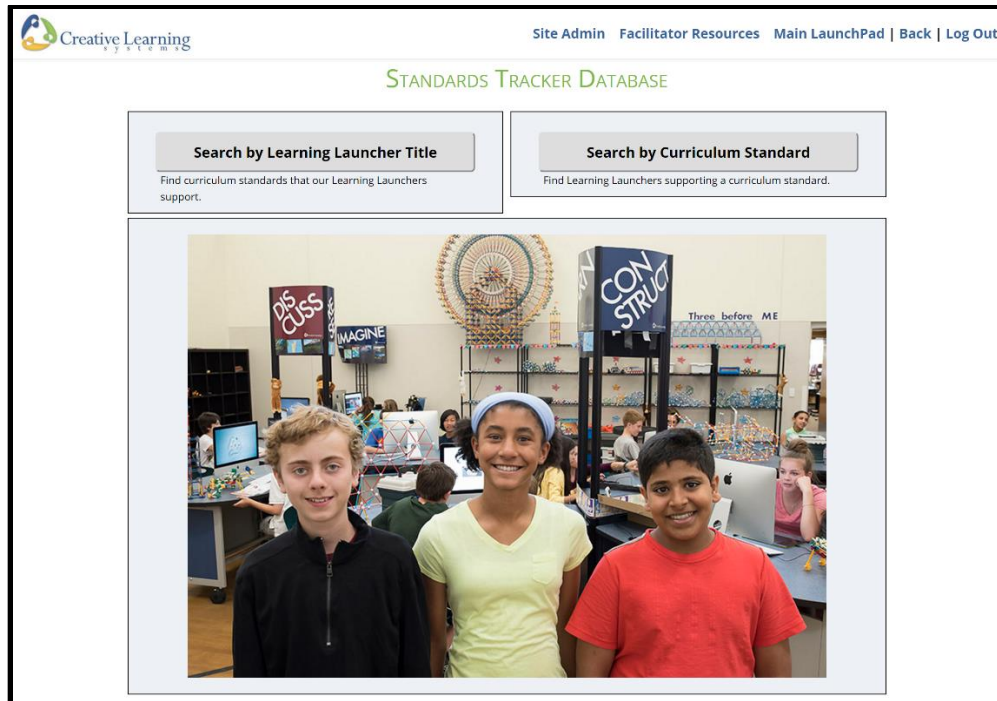 Creative Learning
systems
Site Admin Facilitator Resources Main LaunchPad | Back | Log Out
STANDARDS TRACKER DATABASE
Search by Learning Launcher Title
Find curriculum standards that our Learning Launchers
support.
Search by Curriculum Standard
Find Learning Launchers supporting a curriculum standard.
DIS
CUSS
IMAGINE
CON
STRUCT
Three before ME